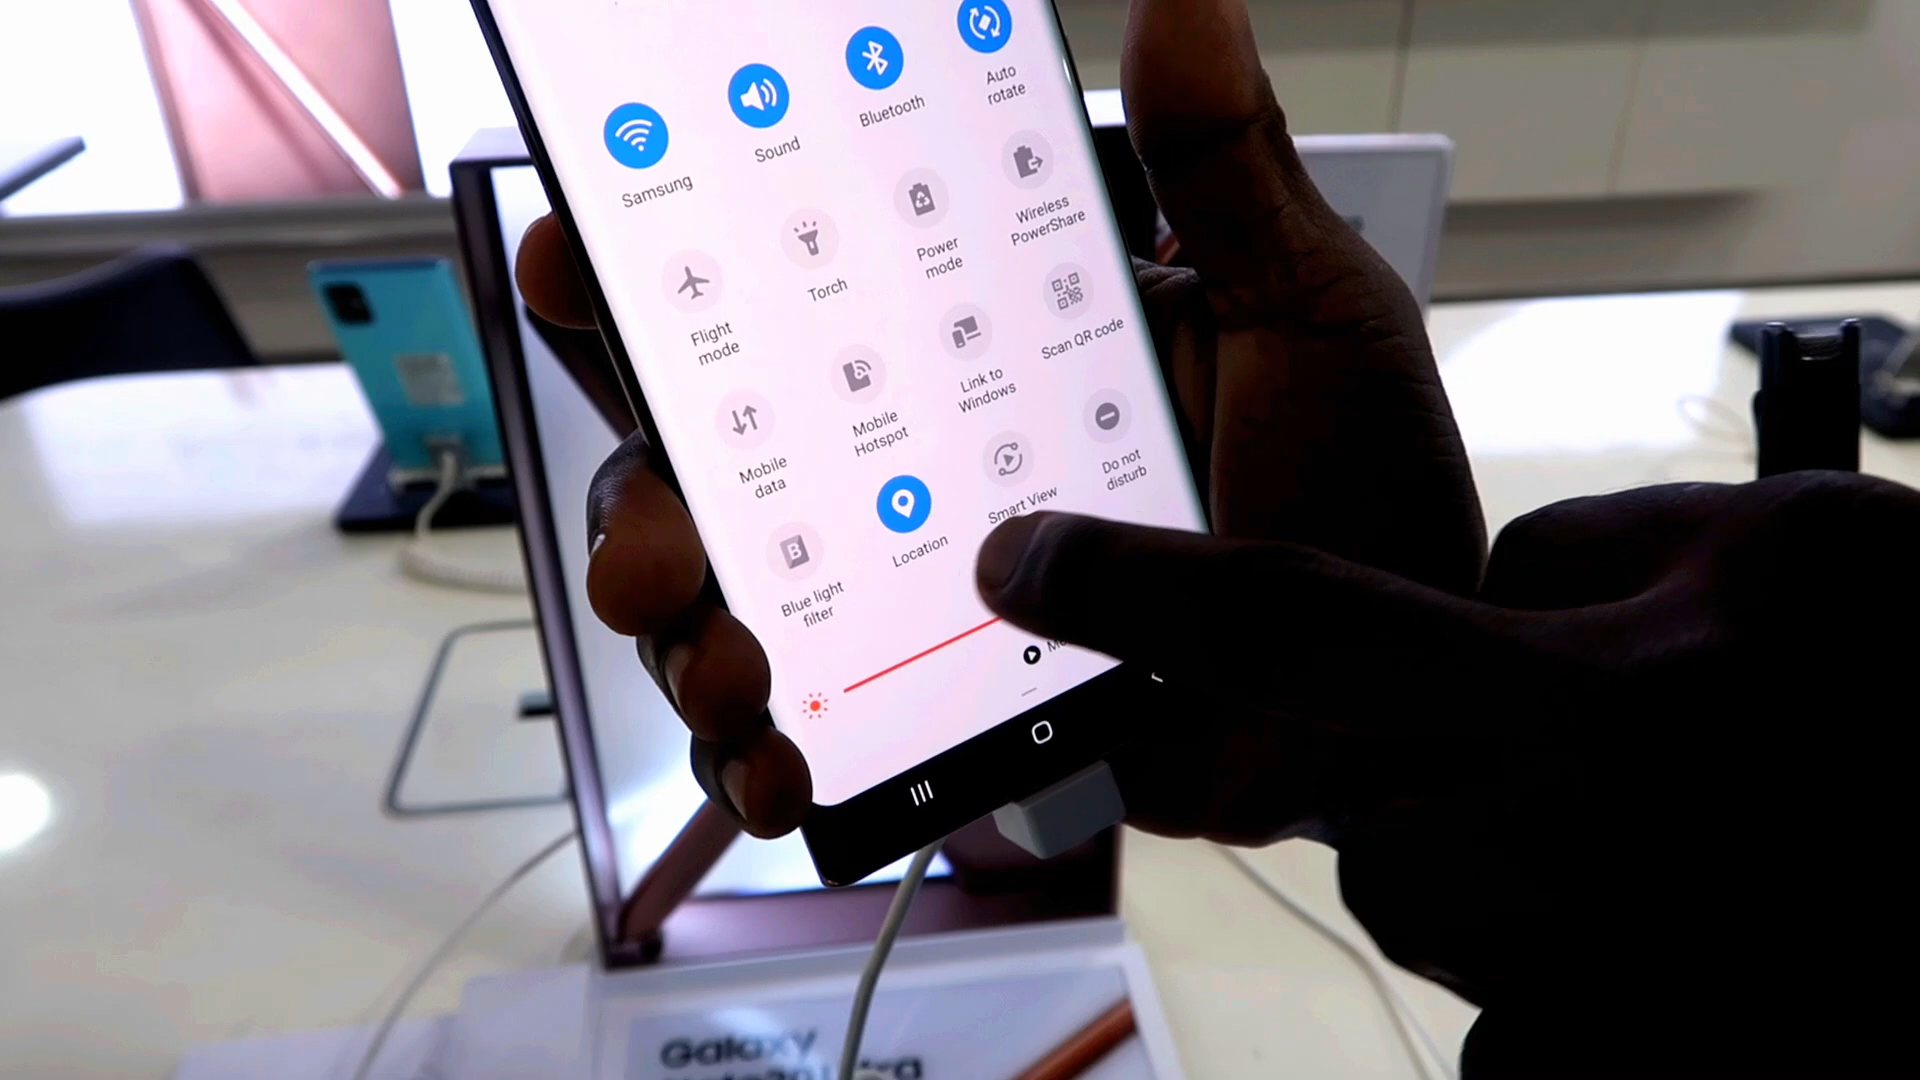 Samsung
Sound
Bluetooth
Auto
rotate
Flight
mode
Torch
Power
mode
Wireless
PowerShare
Mobile
data
Mobile
Hotspot
Link to
Windows
Scan QR code
B
Blue light
filter
Location
Smart View
Do not
disturb
Galaxy